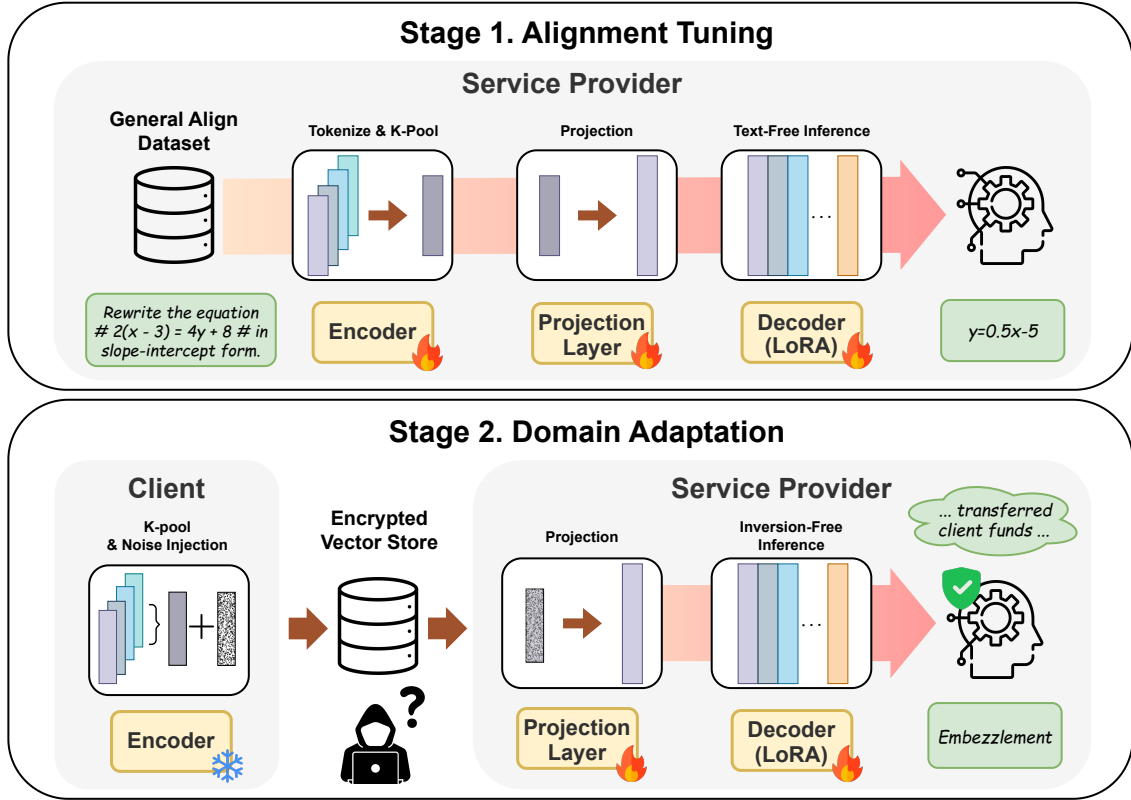 Stage 1. Alignment Tuning
Service Provider
General Align
Dataset
Tokenize & K-Pool
Projection
Text-Free Inference
...
Rewrite the equation
# 2(x - 3) = 4y + 8 # in
slope-intercept form.
Encoder
Projection
Layer
Decoder
(LoRA)
y=0.5x-5
Stage 2. Domain Adaptation
Client
K-pool
& Noise Injection
Encoder
Encrypted
Vector Store
?
Service Provider
Projection
Inversion-Free
Inference
...
Projection
Layer
Decoder
(LoRA)
... transferred
client funds ...
Embezzlement